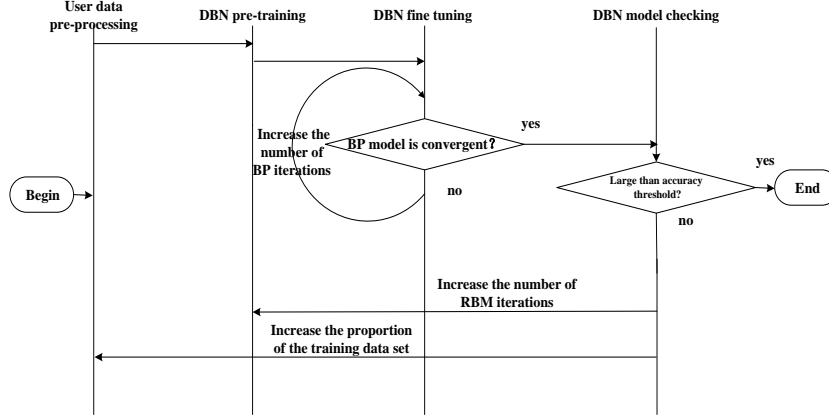 User data
pre-processing
DBN pre-training
DBN fine tuning
DBN model checking
yes
BP model is convergent?
Increase the
number of
BP iterations
no
Begin
yes
Large than accuracy
threshold?
End
no
Increase the number of
RBM iterations
Increase the proportion
of the training data set